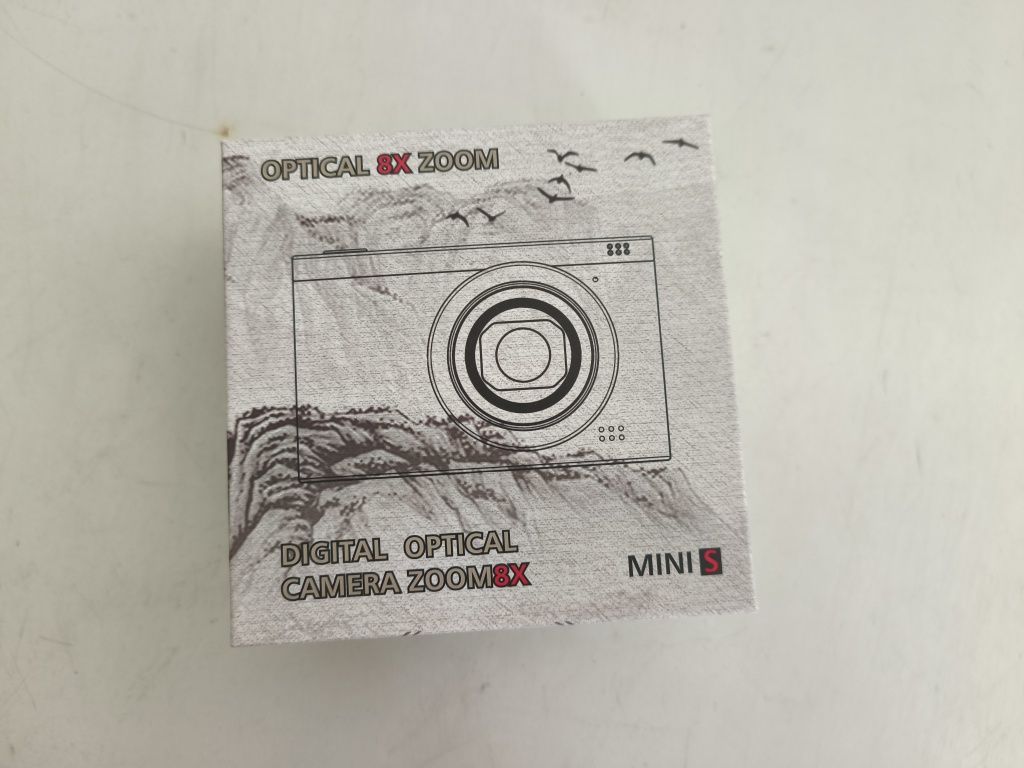 OPTICAL 8X ZOOM
DIGITAL OPTICAL
CAMERA ZOOM8X
MINI S